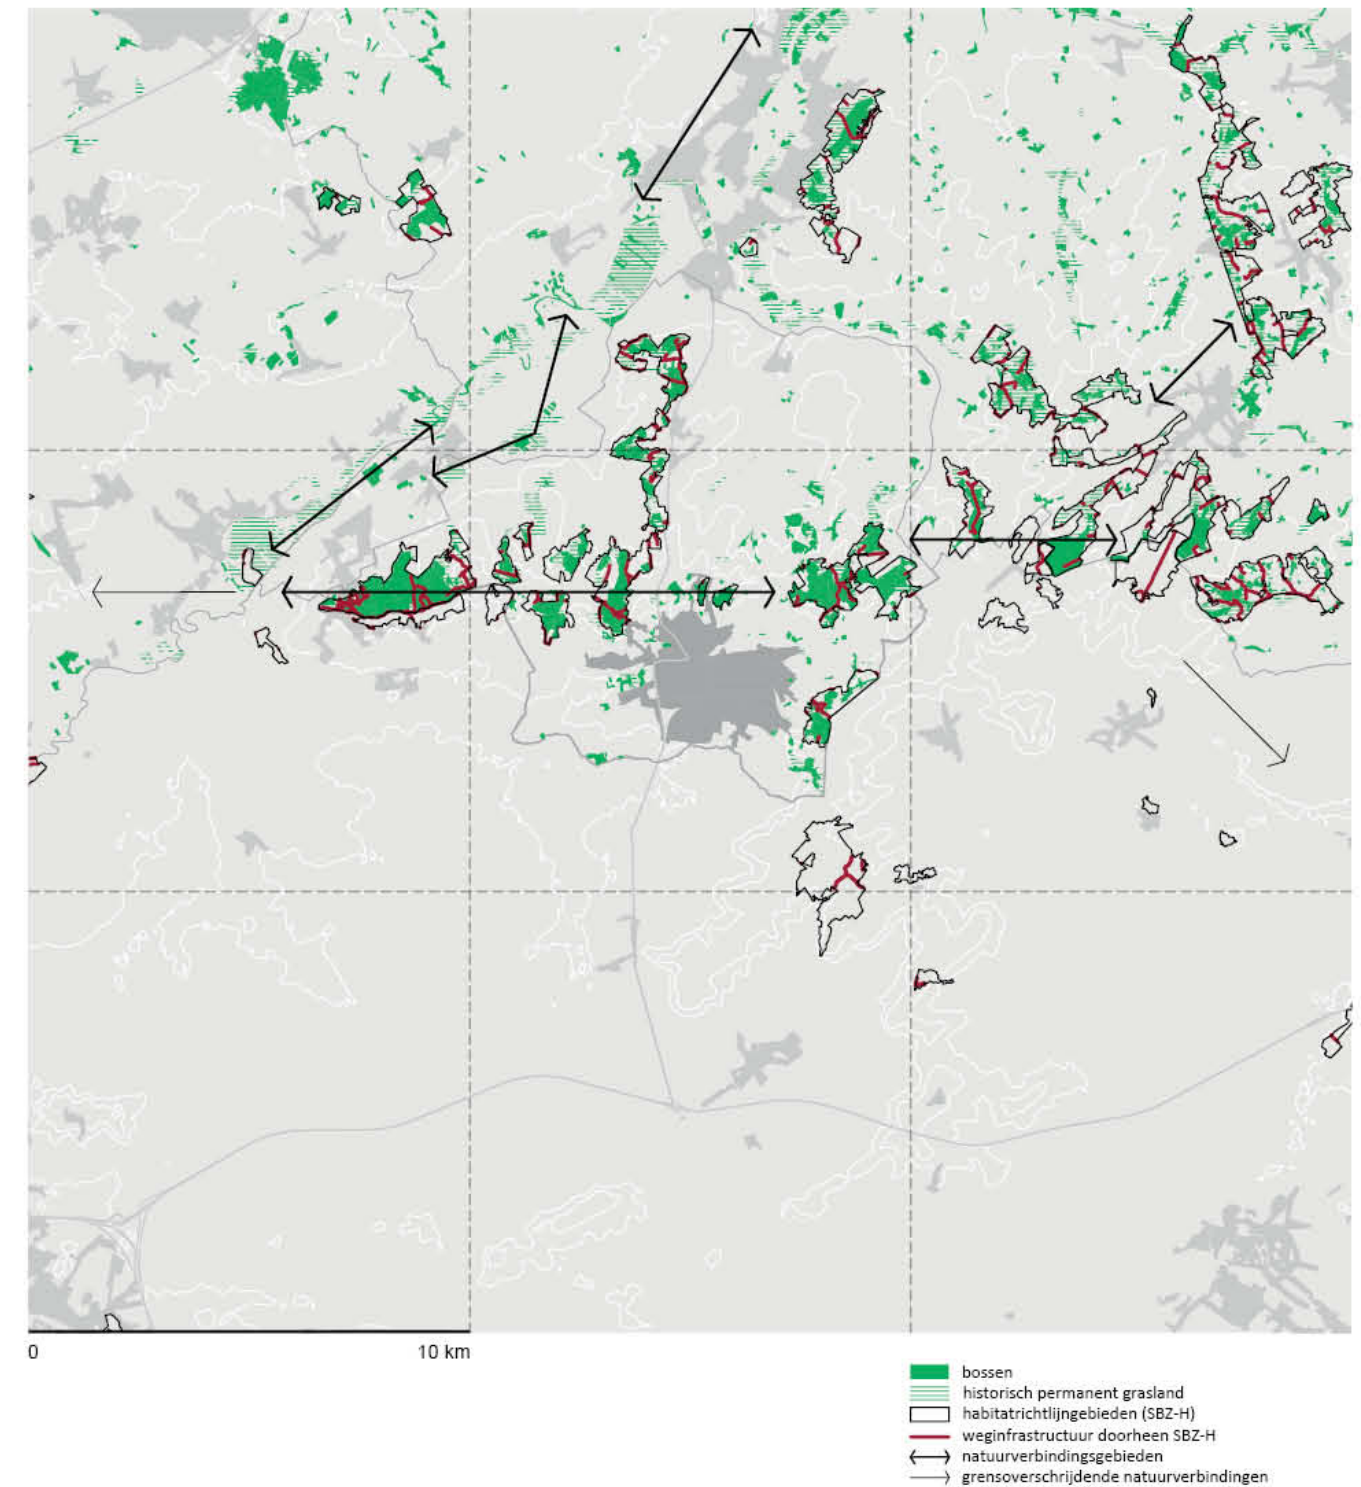 0 10 km
bossen
historisch permanent grasland
habitatrichtlijngebieden (SBZ-H)
weginfrastructuur doorheen SBZ-H
natuurverbindingsgebieden
grensoverschrijdende natuurverbindingen